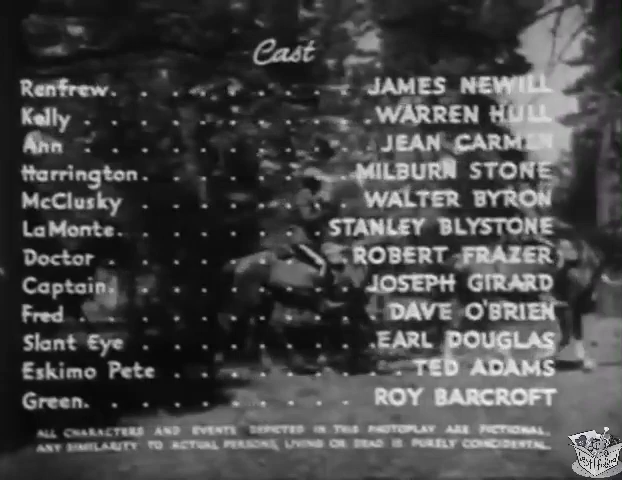 Cast
Renfrew. . . . . . . . . . JAMES NEWILL
Kelly . . . . . . . . . . . WARREN HULL
Ann . . . . . . . . . . . . JEAN CARMEN
Harrington. . . . . . . . . MILBURN STONE
McClusky . . . . . . . . . WALTER BYRON
LaMonte. . . . . . . . STANLEY BLYSTONE
Doctor . . . . . . . . . ROBERT FRAZER
Captain. . . . . . . . . . JOSEPH GIRARD
Fred . . . . . . . . . . . DAVE O'BRIEN
Slant Eye . . . . . . . . . EARL DOUGLAS
Eskimo Pete . . . . . . . . . TED ADAMS
Green. . . . . . . . . . . ROY BARCROFT
ALL CHARACTERS AND EVENTS DEPICTED IN THIS PHOTOPLAY ARE FICTIONAL.
ANY SIMILARITY TO ACTUAL PERSONS, LIVING OR DEAD IS PURELY COINCIDENTAL.